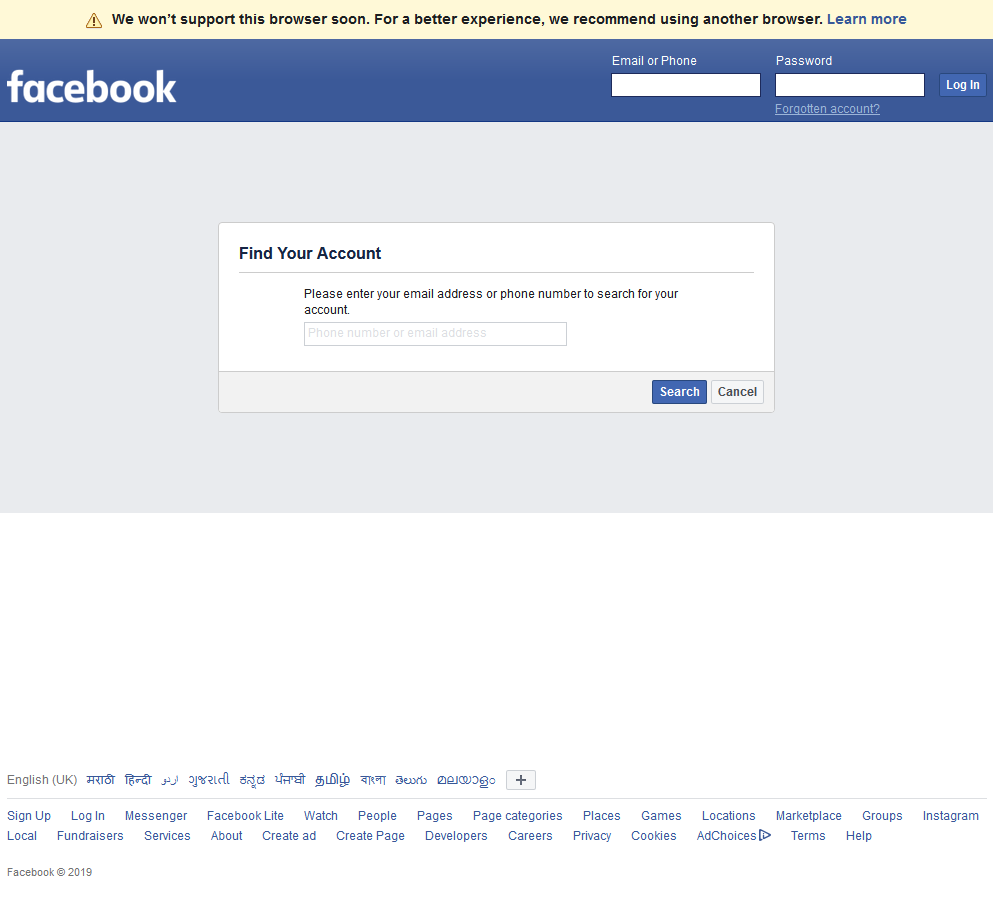 We won’t support this browser soon. For a better experience, we recommend using another browser. Learn more
facebook
Email or Phone
Password
Log In
Forgotten account?
Find Your Account
Please enter your email address or phone number to search for your
account.
Phone number or email address
Search Cancel
English (UK) मराठी हिन्दी اردو ગુજરાતી ಕನ್ನಡ ਪੰਜਾਬੀ தமிழ் বাংলা తెలుగు മലയാളം +
Sign Up Log In Messenger Facebook Lite Watch People Pages Page categories Places Games Locations Marketplace Groups Instagram
Local Fundraisers Services About Create ad Create Page Developers Careers Privacy Cookies AdChoices Terms Help
Facebook © 2019